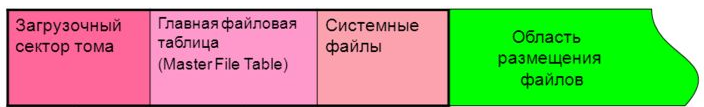 Загрузочный
сектор тома
Главная файловая
таблица
(Master File Table)
Системные
файлы
Область
размещения
файлов